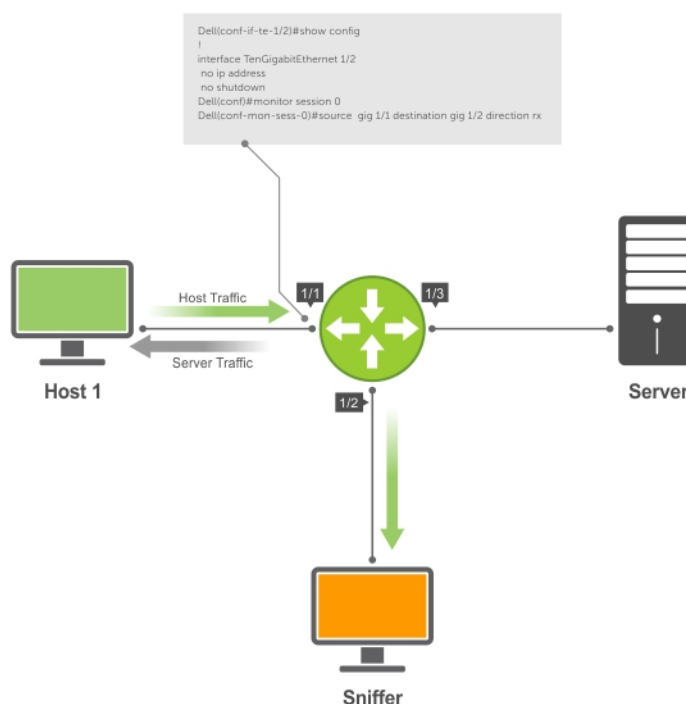 Dell(conf-if-te-1/2)#show config
!
interface TenGigabitEthernet 1/2
no ip address
no shutdown
Dell(conf)#monitor session 0
Dell(conf-mon-sess-0)#source gig 1/1 destination gig 1/2 direction rx
Host Traffic
1/1
1/3
Server Traffic
Host 1
Server
1/2
Sniffer